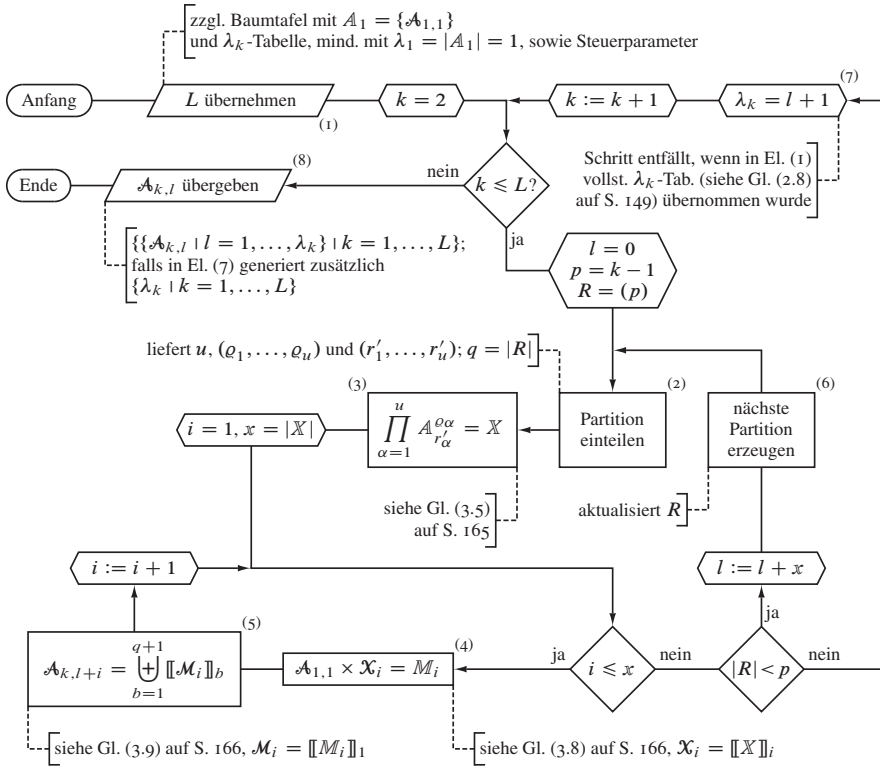 zzgl. Baumtafel mit 𝔸₁ = {𝓐₁,₁}
und λₖ-Tabelle, mind. mit λ₁ = |𝔸₁| = 1, sowie Steuerparameter
Anfang
L übernehmen
(1)
k = 2
k := k + 1
λₖ = l + 1
(7)
Schritt entfällt, wenn in El. (1)
vollst. λₖ-Tab. (siehe Gl. (2.8)
auf S. 149) übernommen wurde
Ende
𝓐ₖ,ₗ übergeben
(8)
nein
k ⩽ L?
ja
{{𝓐ₖ,ₗ | l = 1, . . . , λₖ} | k = 1, . . . , L};
falls in El. (7) generiert zusätzlich
{λₖ | k = 1, . . . , L}
l = 0
p = k − 1
R = (p)
liefert u, (ϱ₁, . . . , ϱᵤ) und (r′₁, . . . , r′ᵤ); q = |R|
(2)
Partition
einteilen
(6)
nächste
Partition
erzeugen
(3)
∏_{α=1}^{u} 𝔸_{r′_α}^{ϱ_α} = 𝕏
i = 1, x = |𝕏|
siehe Gl. (3.5)
auf S. 165
aktualisiert R
i := i + 1
l := l + x
(5)
𝓐_{k,l+i} = ⨄_{b=1}^{q+1} ⟦𝓜ᵢ⟧_b
(4)
𝓐₁,₁ × 𝓧ᵢ = 𝕄ᵢ
ja
i ⩽ x
nein
ja
|R| < p
nein
siehe Gl. (3.9) auf S. 166, 𝓜ᵢ = ⟦𝕄ᵢ⟧₁
siehe Gl. (3.8) auf S. 166, 𝓧ᵢ = ⟦𝕏⟧ᵢ